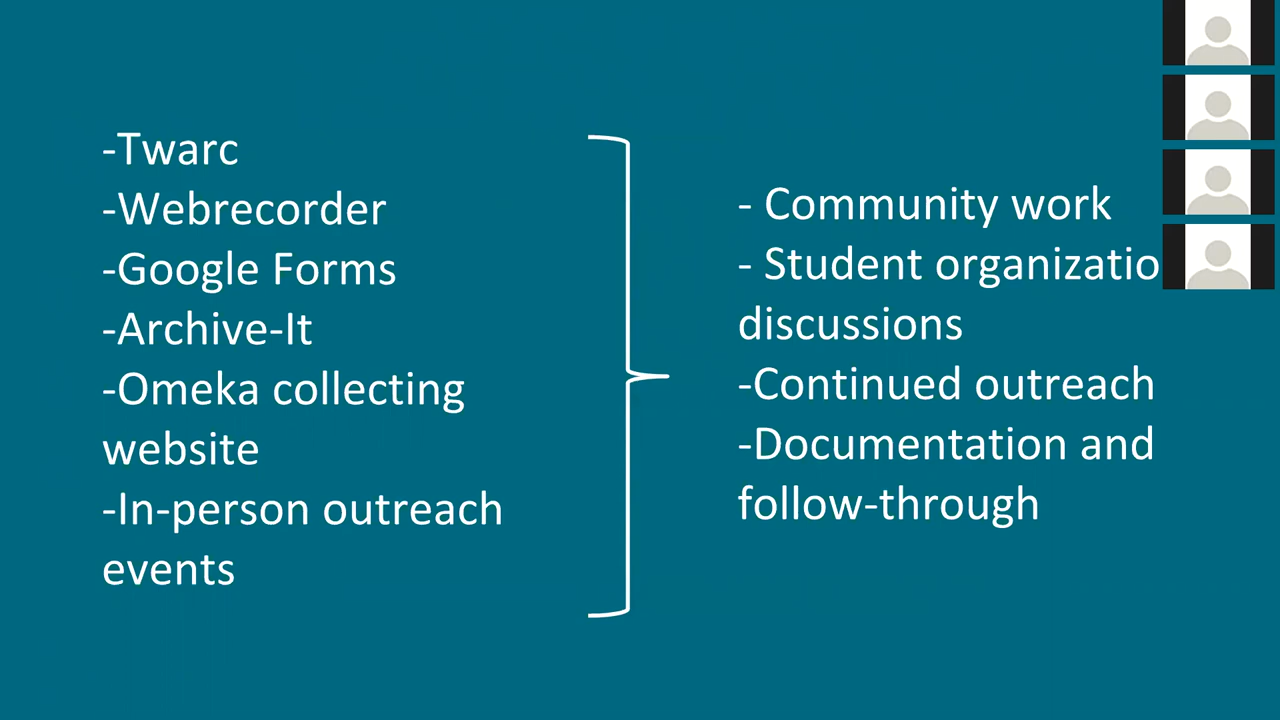 -Twarc
-Webrecorder
-Google Forms
-Archive-It
-Omeka collecting
website
-In-person outreach
events
- Community work
- Student organizatio
discussions
-Continued outreach
-Documentation and
follow-through